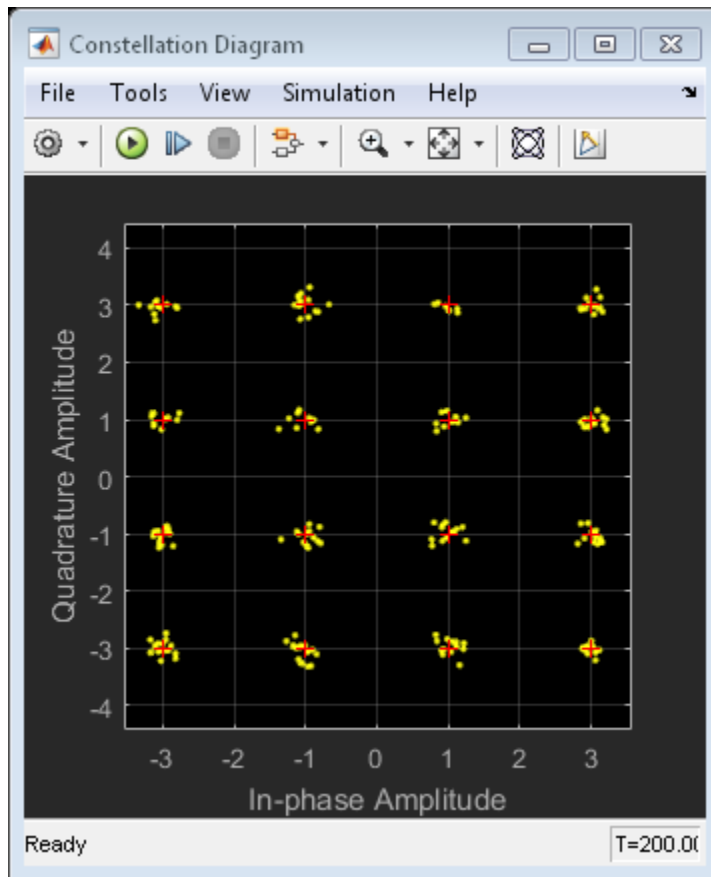 Constellation Diagram
File Tools View Simulation Help
4
3
2
1
0
-1
-2
-3
-4
Quadrature Amplitude
-3 -2 -1 0 1 2 3
In-phase Amplitude
Ready T=200.00